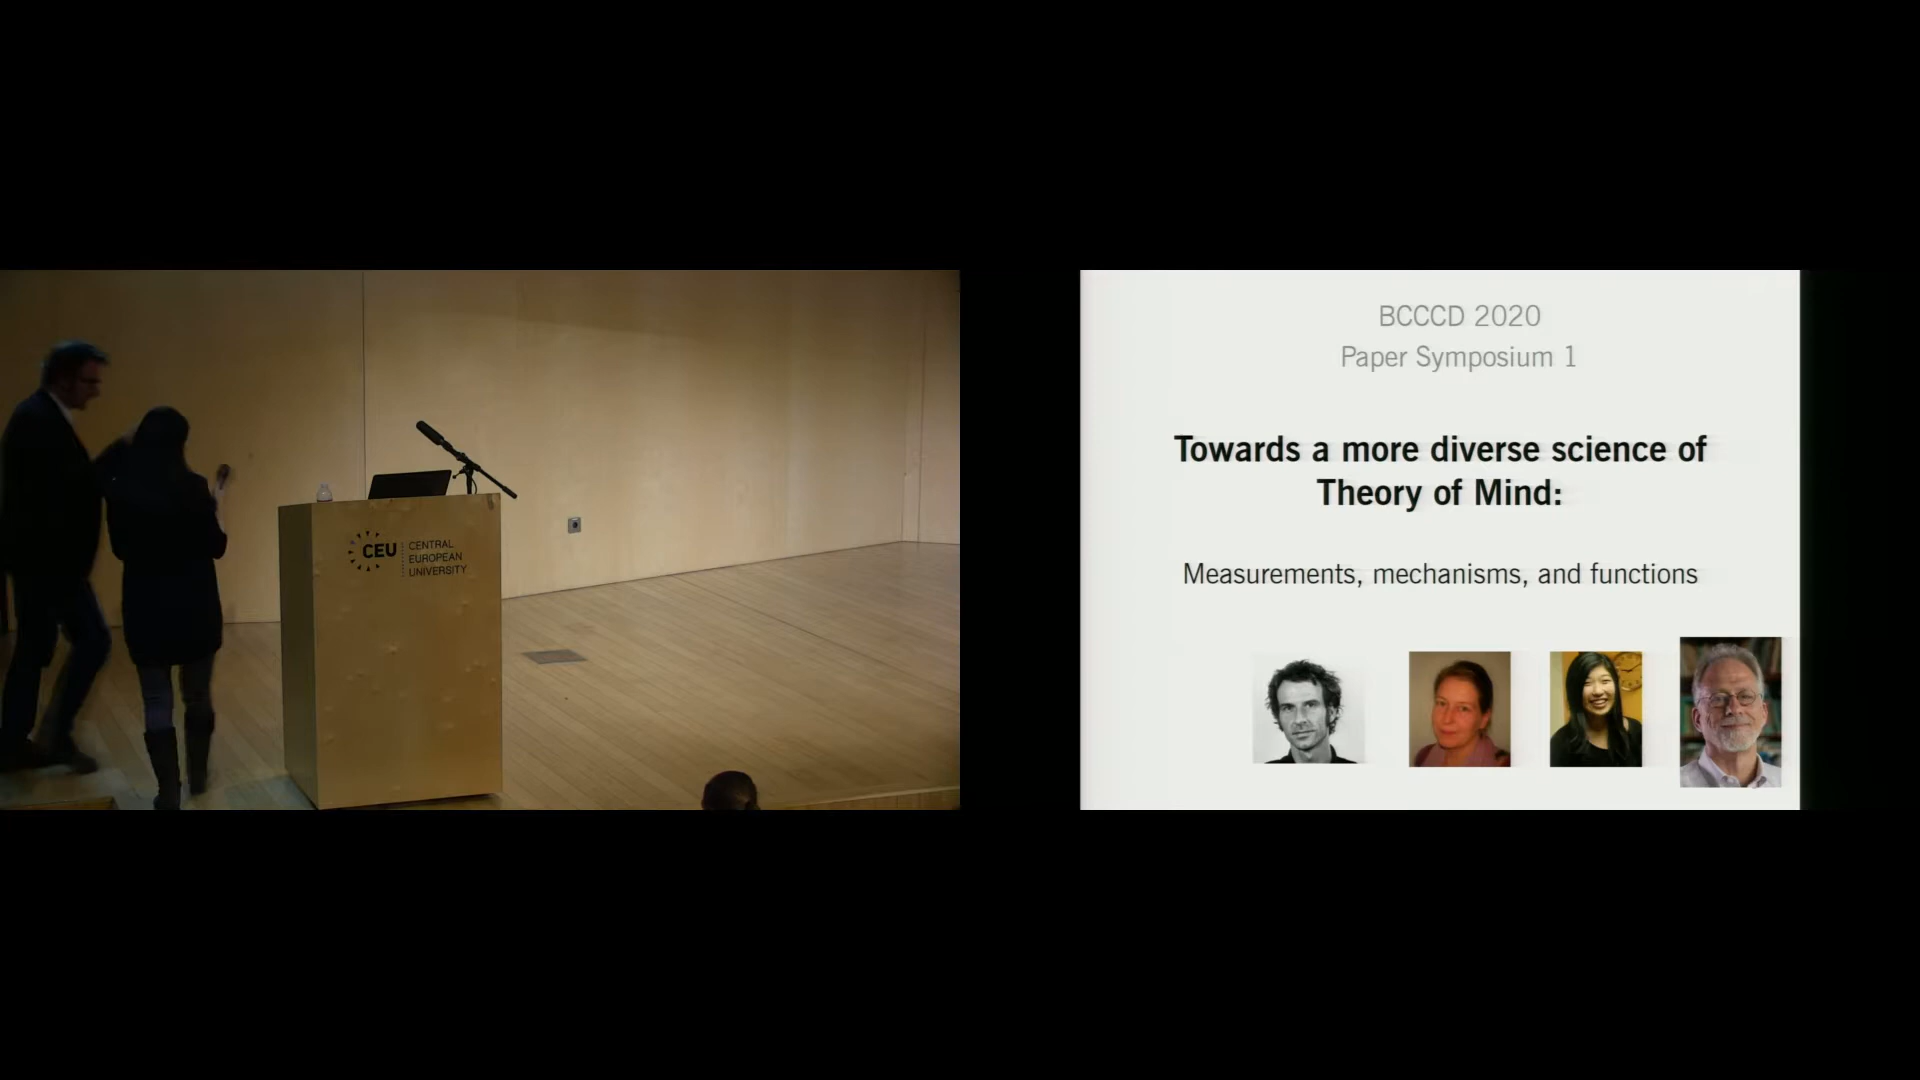 CEU
CENTRAL
EUROPEAN
UNIVERSITY
BCCCD 2020
Paper Symposium 1
Towards a more diverse science of
Theory of Mind:
Measurements, mechanisms, and functions